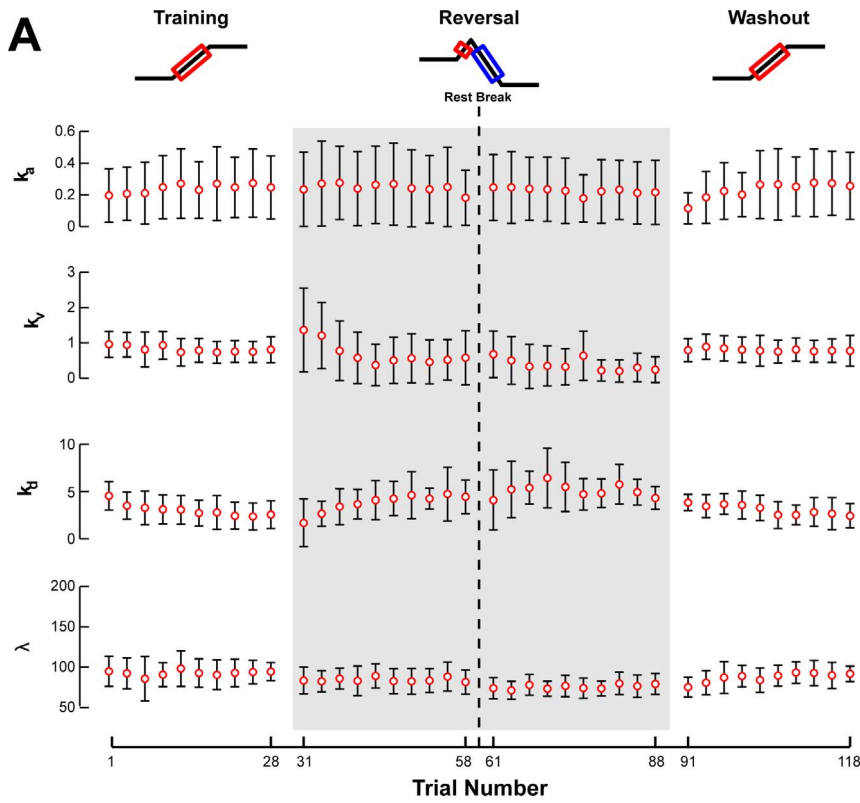 A
Training
Reversal
Washout
Rest Break
0.6
0.4
0.2
0
kₐ
3
2
1
0
kᵥ
10
5
0
k_d
200
150
100
50
λ
1 28 31 58 61 88 91 118
Trial Number